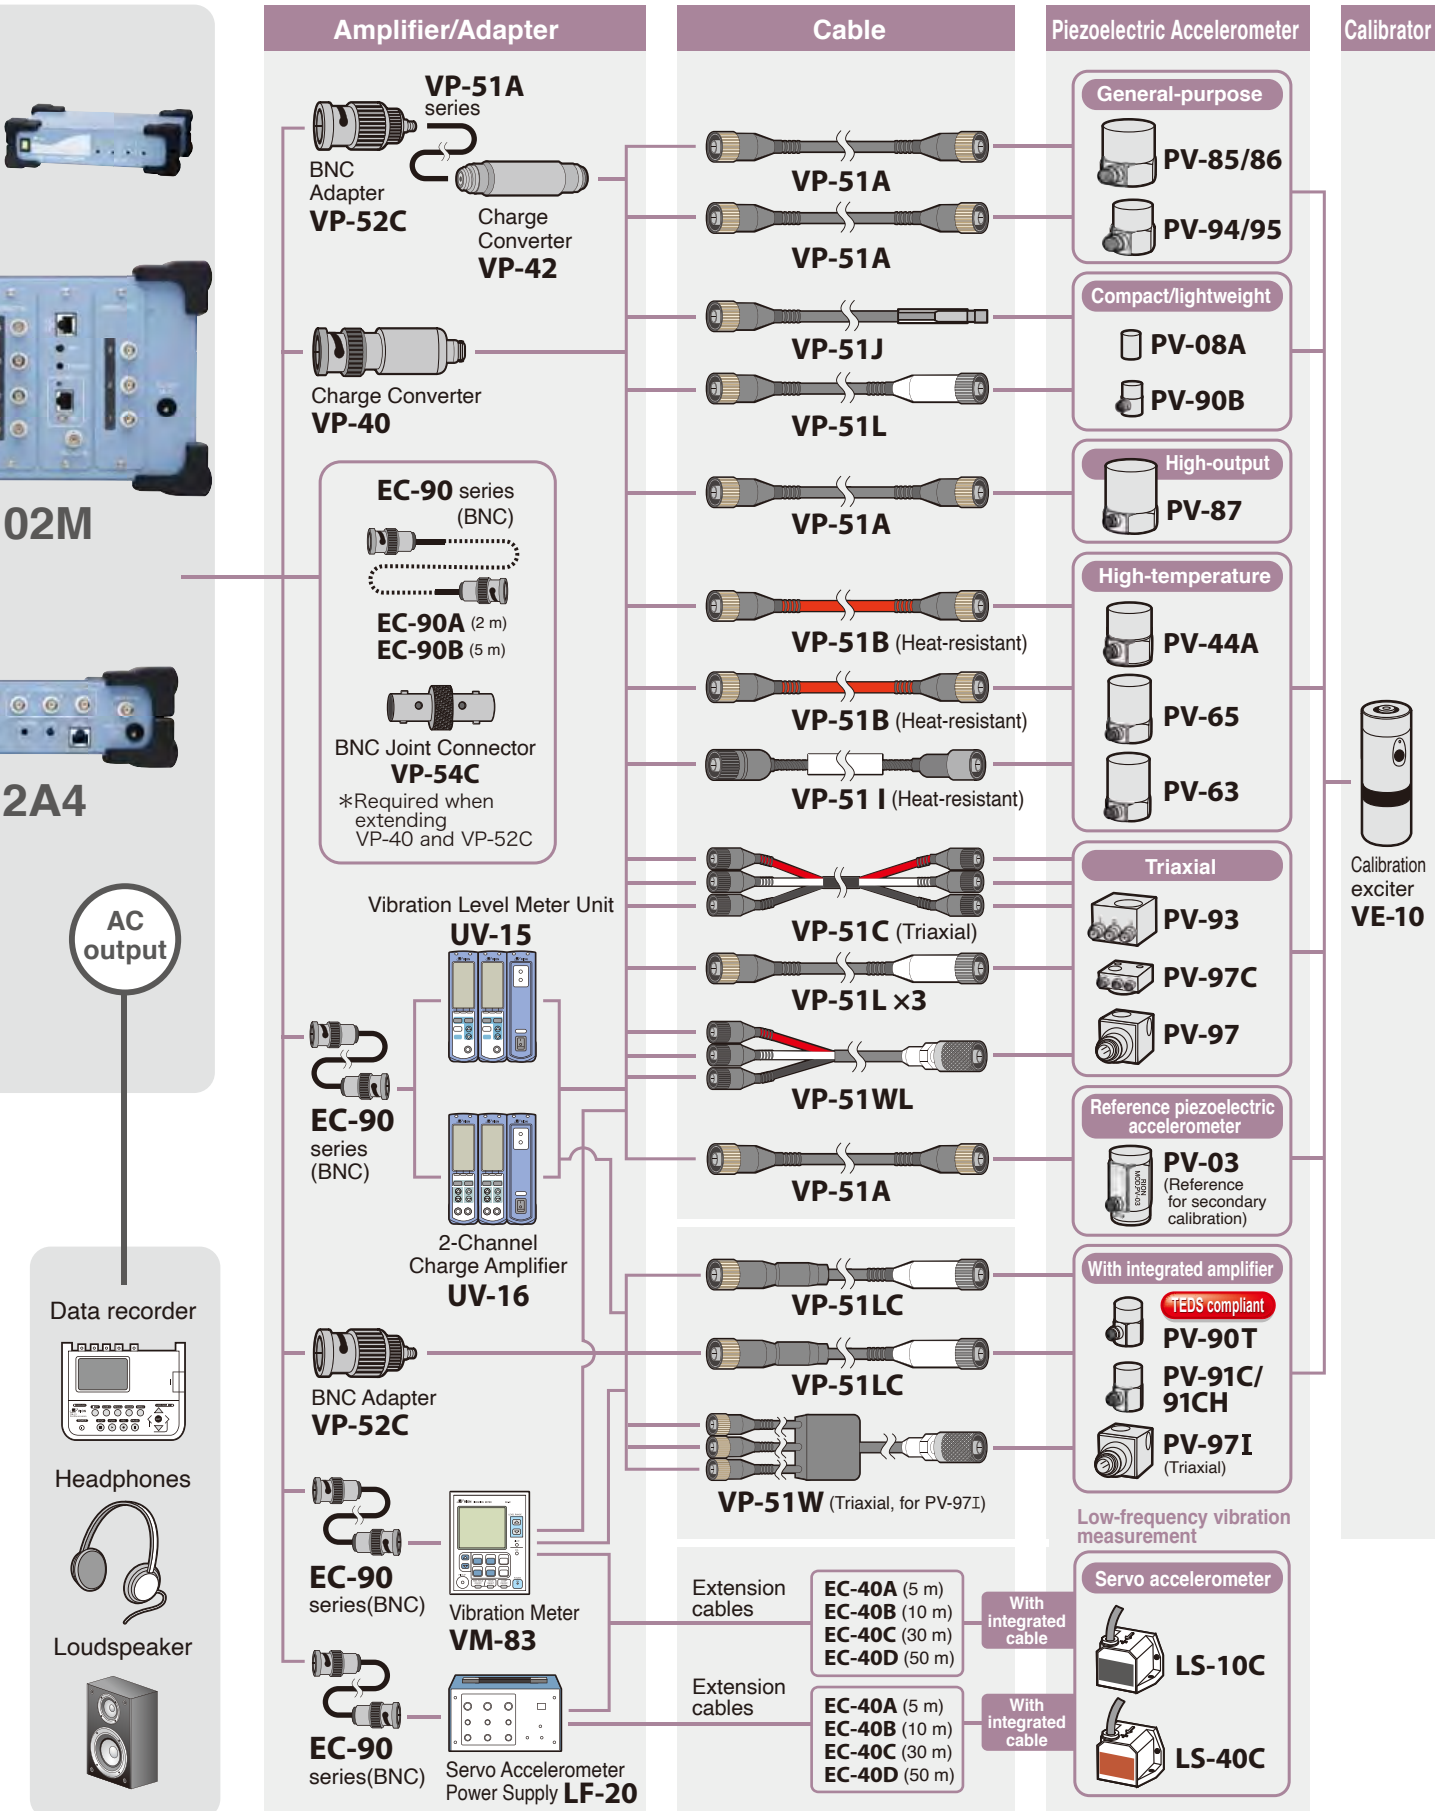 Amplifier/Adapter
Cable
Piezoelectric Accelerometer
Calibrator
02M
2A4
AC
output
Data recorder
Headphones
Loudspeaker
VP-51A
series
BNC
Adapter
VP-52C
Charge
Converter
VP-42
Charge Converter
VP-40
EC-90 series
(BNC)
EC-90A (2 m)
EC-90B (5 m)
BNC Joint Connector
VP-54C
*Required when
extending
VP-40 and VP-52C
Vibration Level Meter Unit
UV-15
EC-90
series
(BNC)
2-Channel
Charge Amplifier
UV-16
BNC Adapter
VP-52C
EC-90
series(BNC)
Vibration Meter
VM-83
EC-90
series(BNC)
Servo Accelerometer
Power Supply LF-20
VP-51A
VP-51A
VP-51J
VP-51L
VP-51A
VP-51B (Heat-resistant)
VP-51B (Heat-resistant)
VP-51 I (Heat-resistant)
VP-51C (Triaxial)
VP-51L ×3
VP-51WL
VP-51A
VP-51LC
VP-51LC
VP-51W (Triaxial, for PV-97I)
Extension
cables
EC-40A (5 m)
EC-40B (10 m)
EC-40C (30 m)
EC-40D (50 m)
With
integrated
cable
Extension
cables
EC-40A (5 m)
EC-40B (10 m)
EC-40C (30 m)
EC-40D (50 m)
With
integrated
cable
General-purpose
PV-85/86
PV-94/95
Compact/lightweight
PV-08A
PV-90B
High-output
PV-87
High-temperature
PV-44A
PV-65
PV-63
Triaxial
PV-93
PV-97C
PV-97
Reference piezoelectric
accelerometer
RION
MOD.PV-03
PV-03
(Reference
for secondary
calibration)
With integrated amplifier
TEDS compliant
PV-90T
PV-91C/
91CH
PV-97I
(Triaxial)
Low-frequency vibration
measurement
Servo accelerometer
LS-10C
LS-40C
Calibration
exciter
VE-10